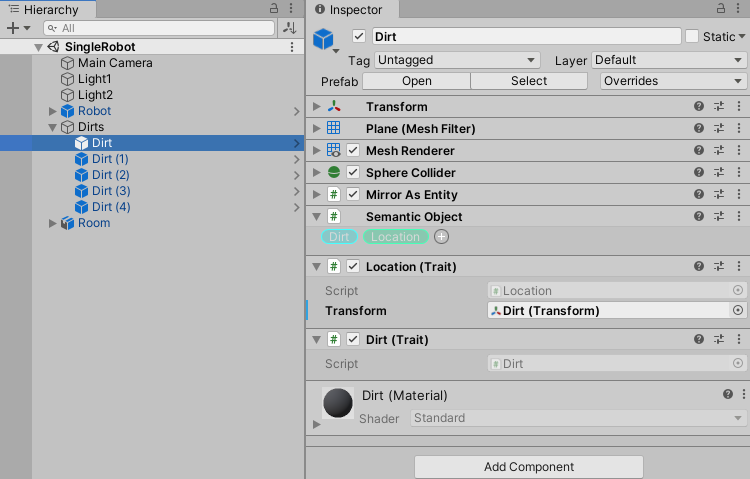 Hierarchy
All
SingleRobot
Main Camera
Light1
Light2
Robot
Dirts
Dirt
Dirt (1)
Dirt (2)
Dirt (3)
Dirt (4)
Room
Inspector
Dirt
Static
Tag Untagged Layer Default
Prefab Open Select Overrides
Transform
Plane (Mesh Filter)
Mesh Renderer
Sphere Collider
# Mirror As Entity
# Semantic Object
Dirt Location +
# Location (Trait)
Script # Location
Transform Dirt (Transform)
# Dirt (Trait)
Script # Dirt
Dirt (Material)
Shader Standard
Add Component